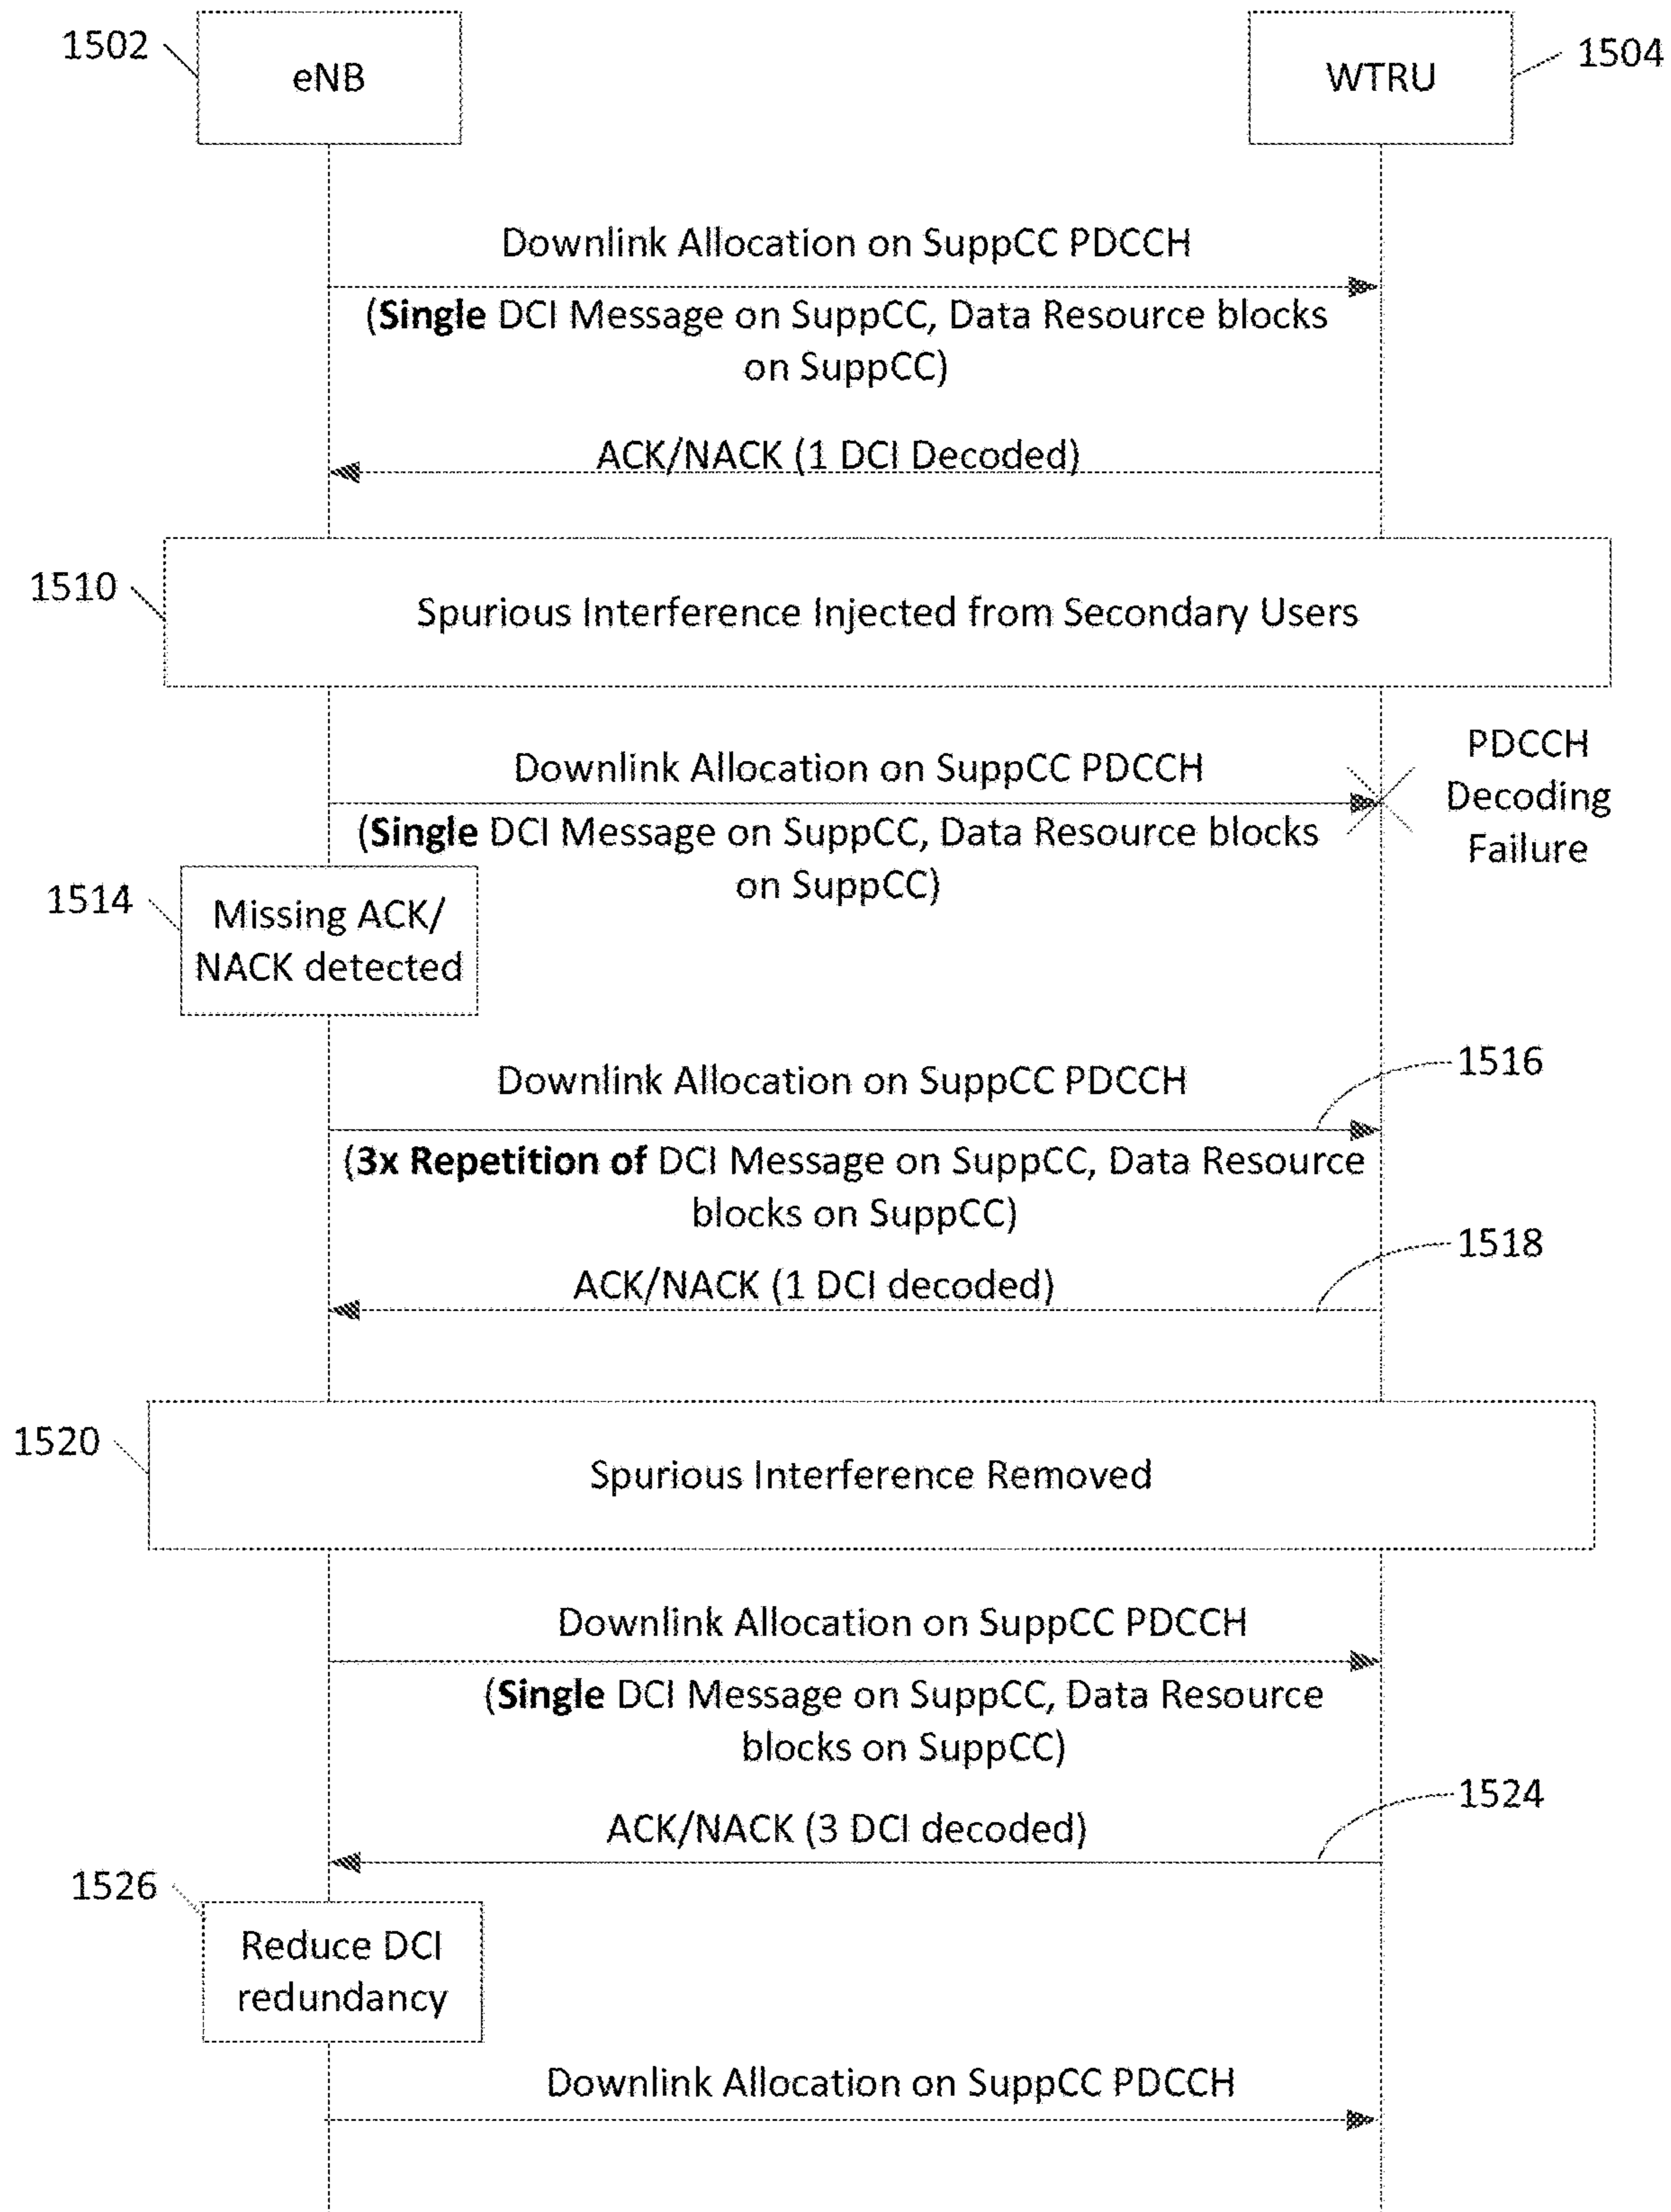 1502
eNB
WTRU
1504
Downlink Allocation on SuppCC PDCCH
(Single DCI Message on SuppCC, Data Resource blocks
on SuppCC)
ACK/NACK (1 DCI Decoded)
1510
Spurious Interference Injected from Secondary Users
Downlink Allocation on SuppCC PDCCH
(Single DCI Message on SuppCC, Data Resource blocks
on SuppCC)
PDCCH
Decoding
Failure
1514
Missing ACK/
NACK detected
1516
Downlink Allocation on SuppCC PDCCH
(3x Repetition of DCI Message on SuppCC, Data Resource
blocks on SuppCC)
1518
ACK/NACK (1 DCI decoded)
1520
Spurious Interference Removed
Downlink Allocation on SuppCC PDCCH
(Single DCI Message on SuppCC, Data Resource
blocks on SuppCC)
1524
ACK/NACK (3 DCI decoded)
1526
Reduce DCI
redundancy
Downlink Allocation on SuppCC PDCCH